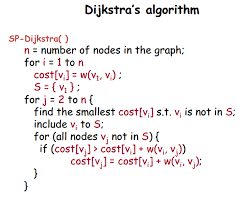 Dijkstra's algorithm
SP-Dijkstra( )
n = number of nodes in the graph;
for i = 1 to n
cost[vᵢ] = w(v₁, vᵢ) ;
S = { v₁ } ;
for j = 2 to n {
find the smallest cost[vᵢ] s.t. vᵢ is not in S;
include vᵢ to S;
for (all nodes vⱼ not in S) {
if (cost[vⱼ] > cost[vᵢ] + w(vᵢ, vⱼ))
cost[vⱼ] = cost[vᵢ] + w(vᵢ, vⱼ);
}
}